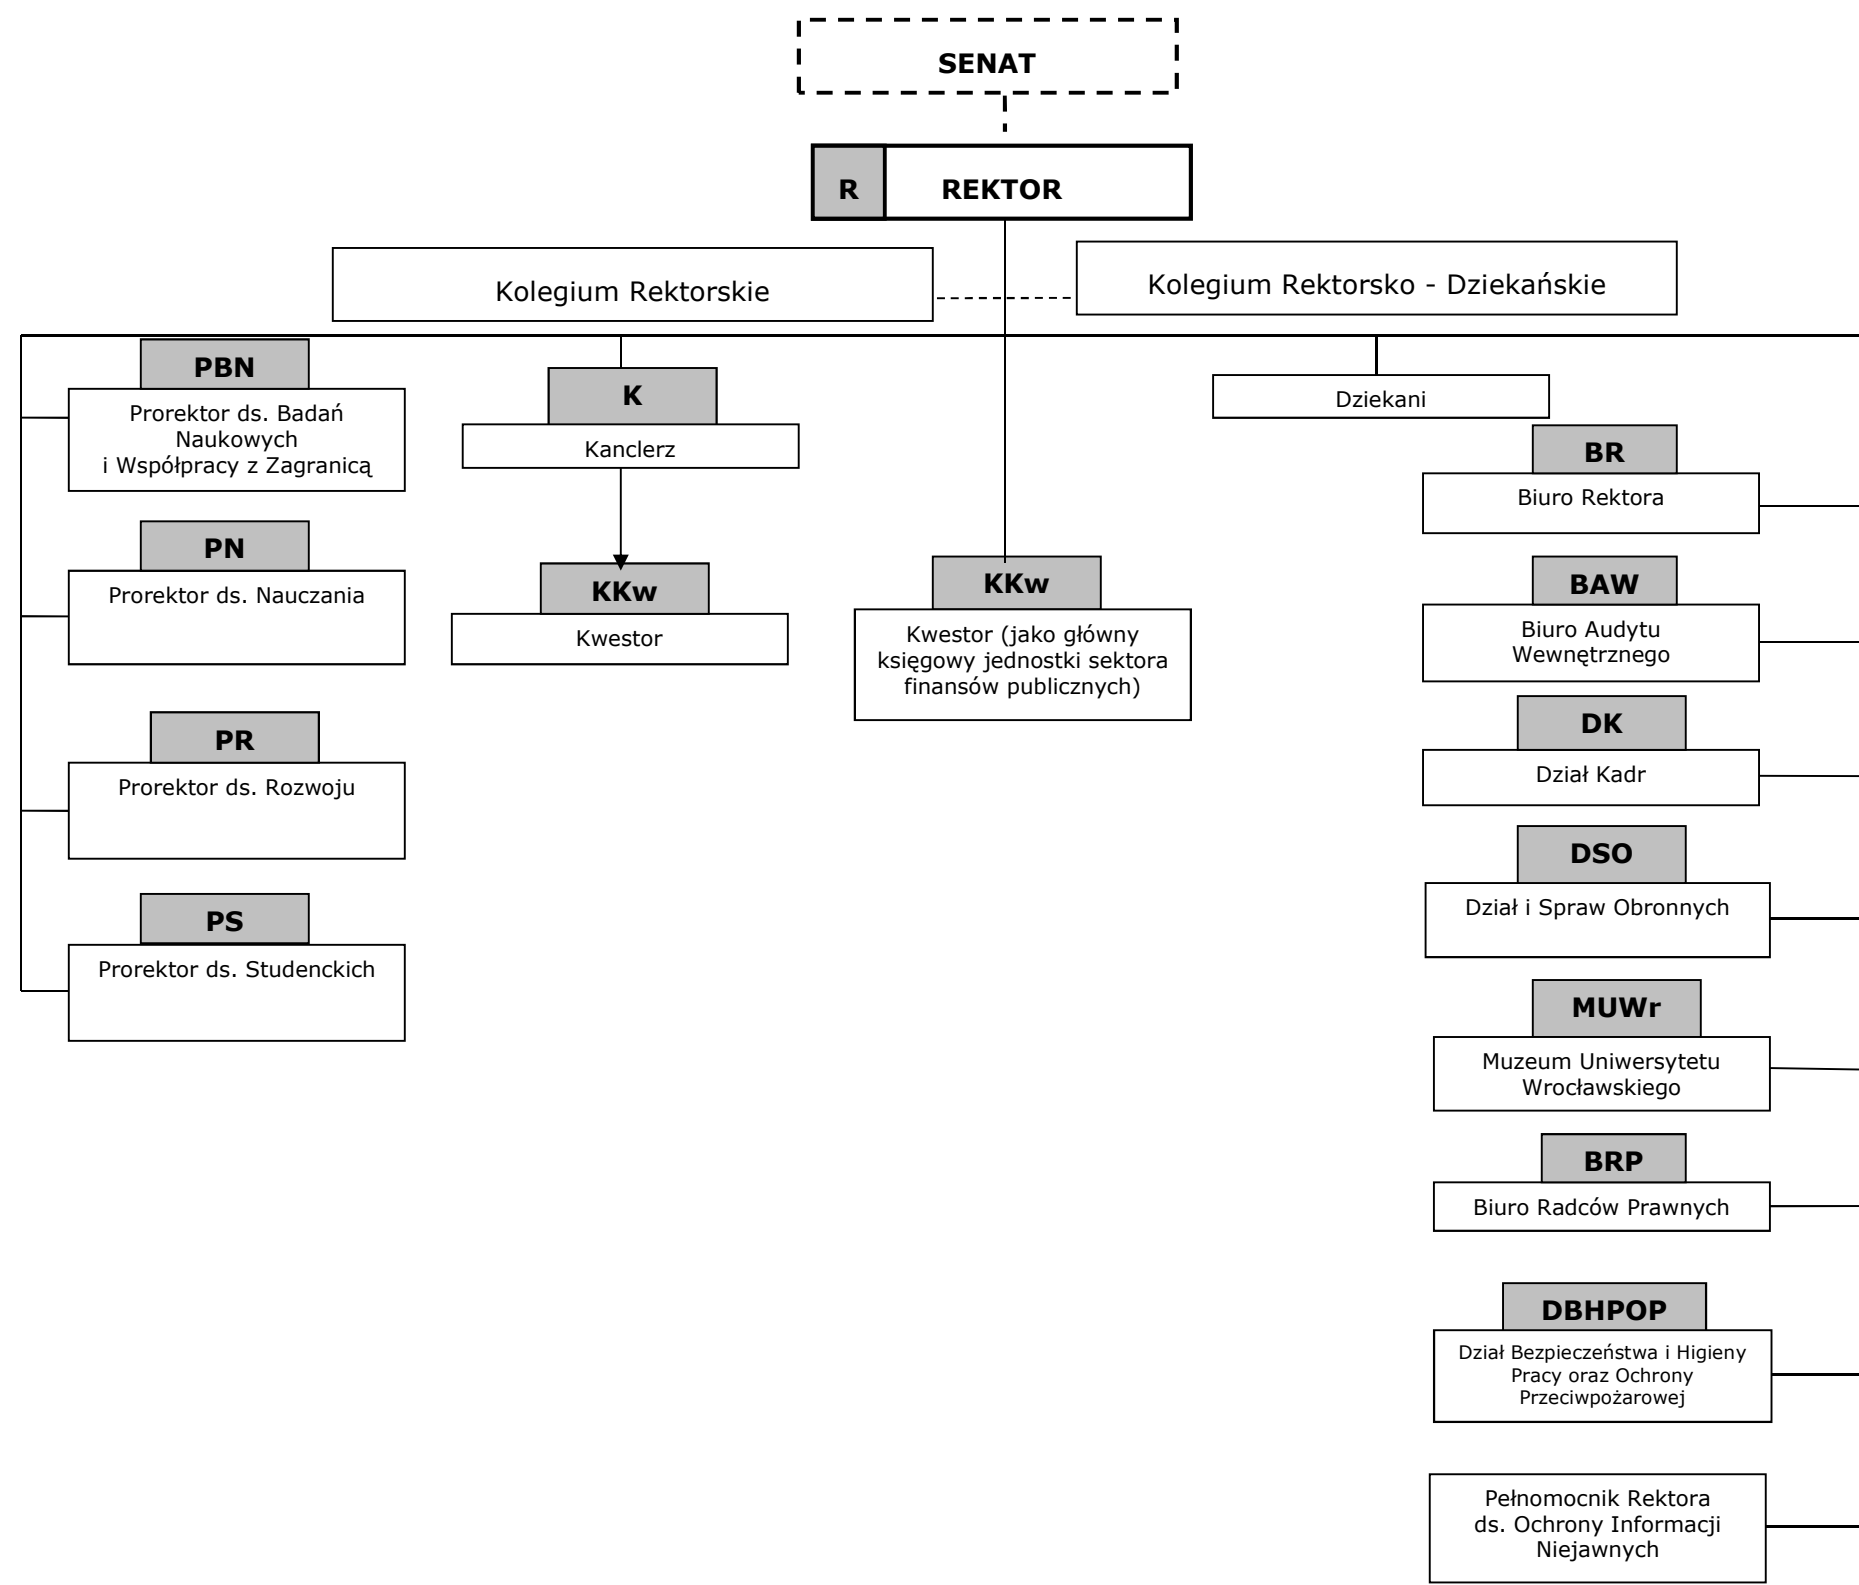 SENAT
R
REKTOR
Kolegium Rektorskie
Kolegium Rektorsko - Dziekańskie
PBN
Prorektor ds. Badań
Naukowych
i Współpracy z Zagranicą
PN
Prorektor ds. Nauczania
PR
Prorektor ds. Rozwoju
PS
Prorektor ds. Studenckich
K
Kanclerz
KKw
Kwestor
KKw
Kwestor (jako główny
księgowy jednostki sektora
finansów publicznych)
Dziekani
BR
Biuro Rektora
BAW
Biuro Audytu
Wewnętrznego
DK
Dział Kadr
DSO
Dział i Spraw Obronnych
MUWr
Muzeum Uniwersytetu
Wrocławskiego
BRP
Biuro Radców Prawnych
DBHPOP
Dział Bezpieczeństwa i Higieny
Pracy oraz Ochrony
Przeciwpożarowej
Pełnomocnik Rektora
ds. Ochrony Informacji
Niejawnych